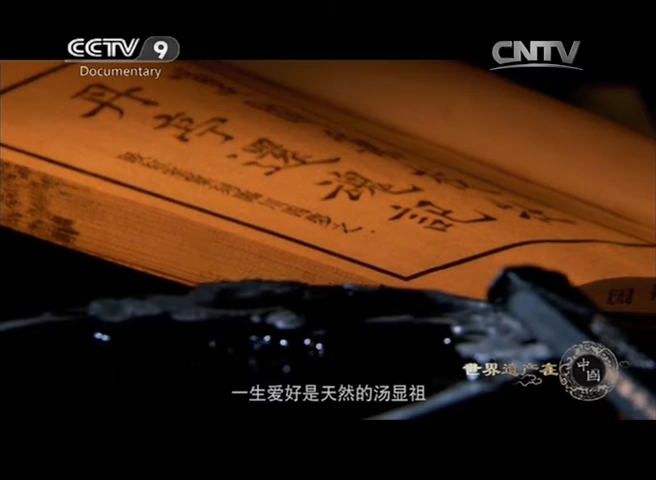 CCTV 9
Documentary
CNTV
丹亭還魂記
世界遗产在
中国
一生爱好是天然的汤显祖